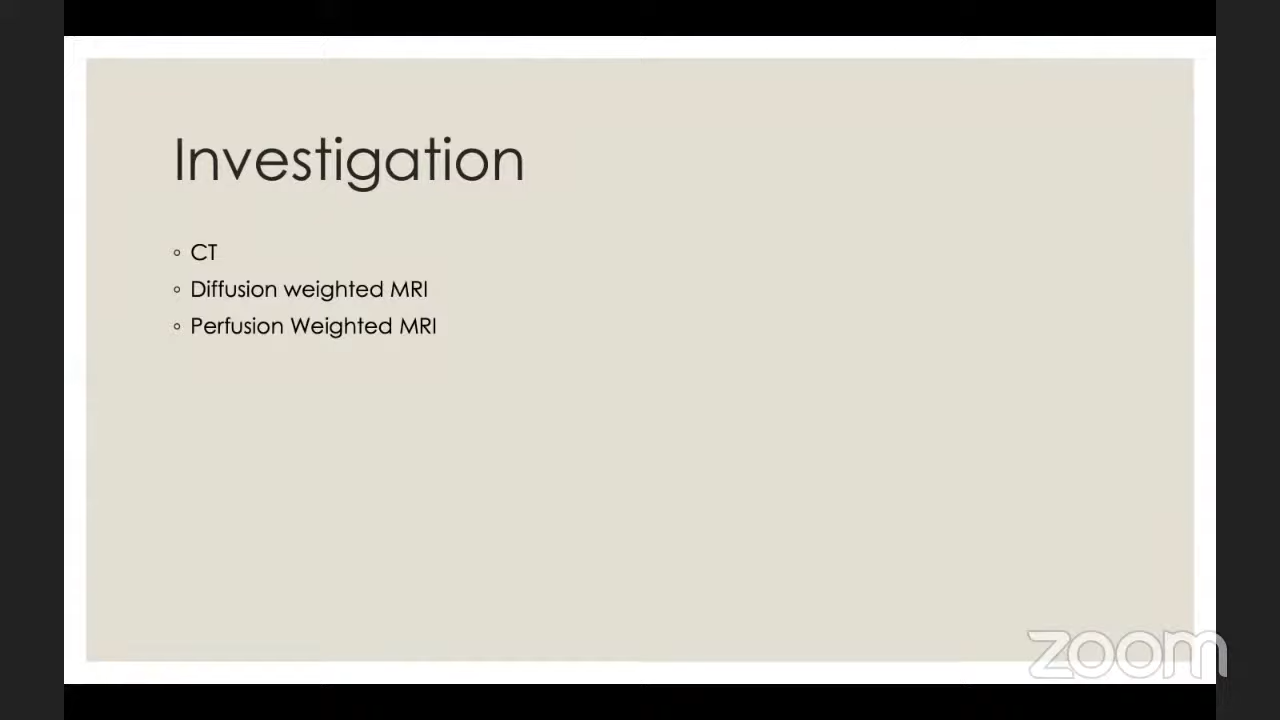 Investigation
CT
Diffusion weighted MRI
Perfusion Weighted MRI
zoom